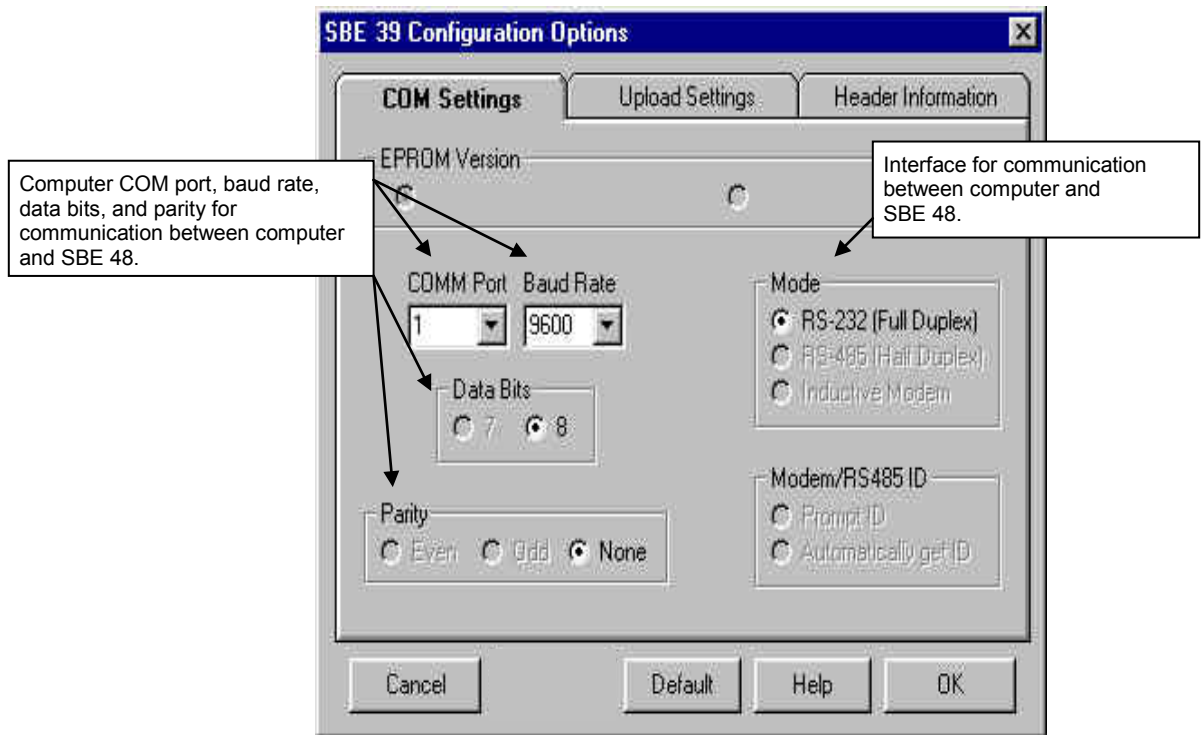 SBE 39 Configuration Options
COM Settings
Upload Settings
Header Information
EPROM Version
Computer COM port, baud rate,
data bits, and parity for
communication between computer
and SBE 48.
Interface for communication
between computer and
SBE 48.
COMM Port
Baud Rate
1
9600
Mode
RS-232 (Full Duplex)
RS-485 (Half Duplex)
Inductive Modem
Data Bits
7
8
Modem/RS485 ID
Prompt ID
Automatically get ID
Parity
Even
Odd
None
Cancel
Default
Help
OK